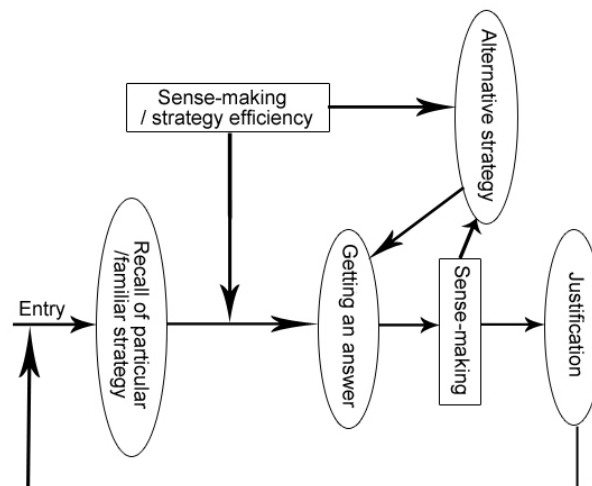 Sense-making
/ strategy efficiency
Alternative strategy
Entry
Recall of particular
/familiar strategy
Getting an answer
Sense-making
Justification